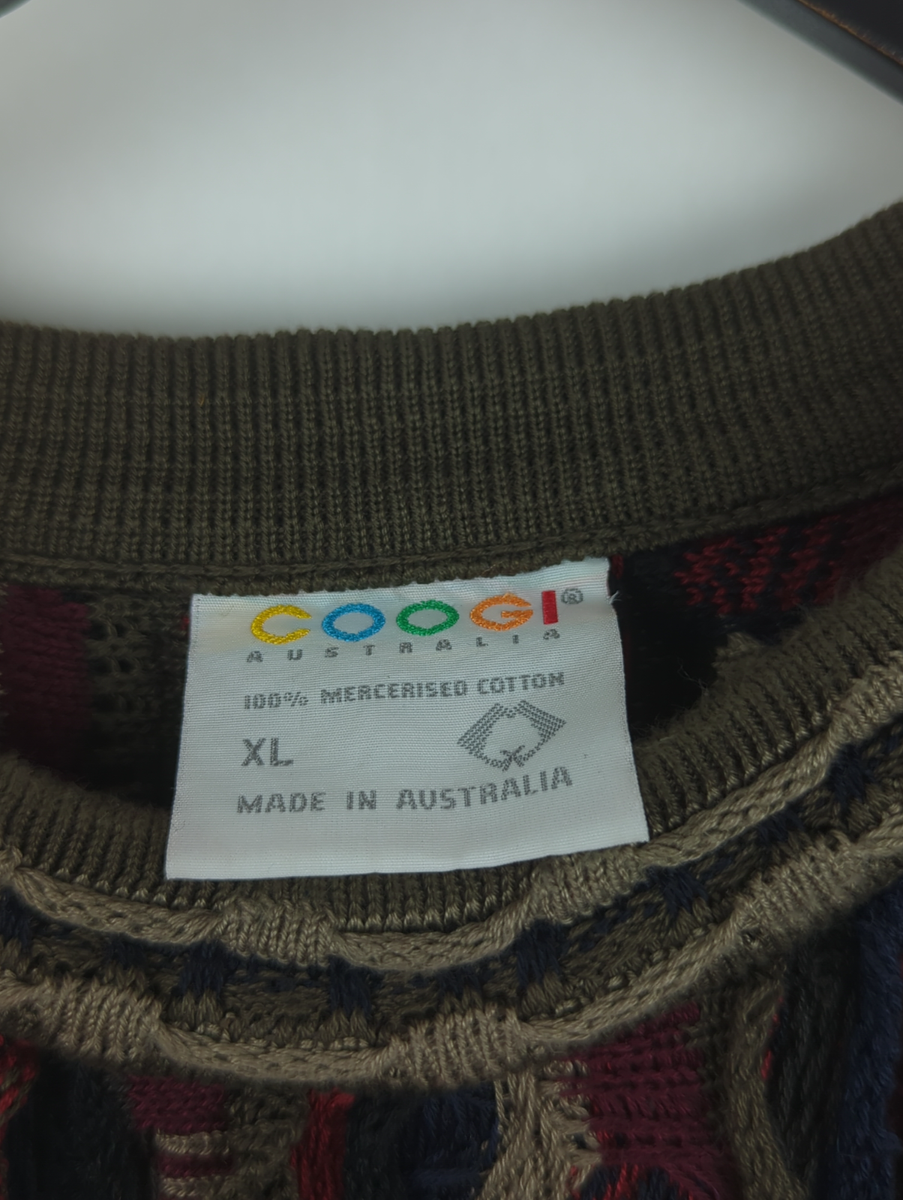 COOGI®
AUSTRALIA
100% MERCERISED COTTON
XL
MADE IN AUSTRALIA